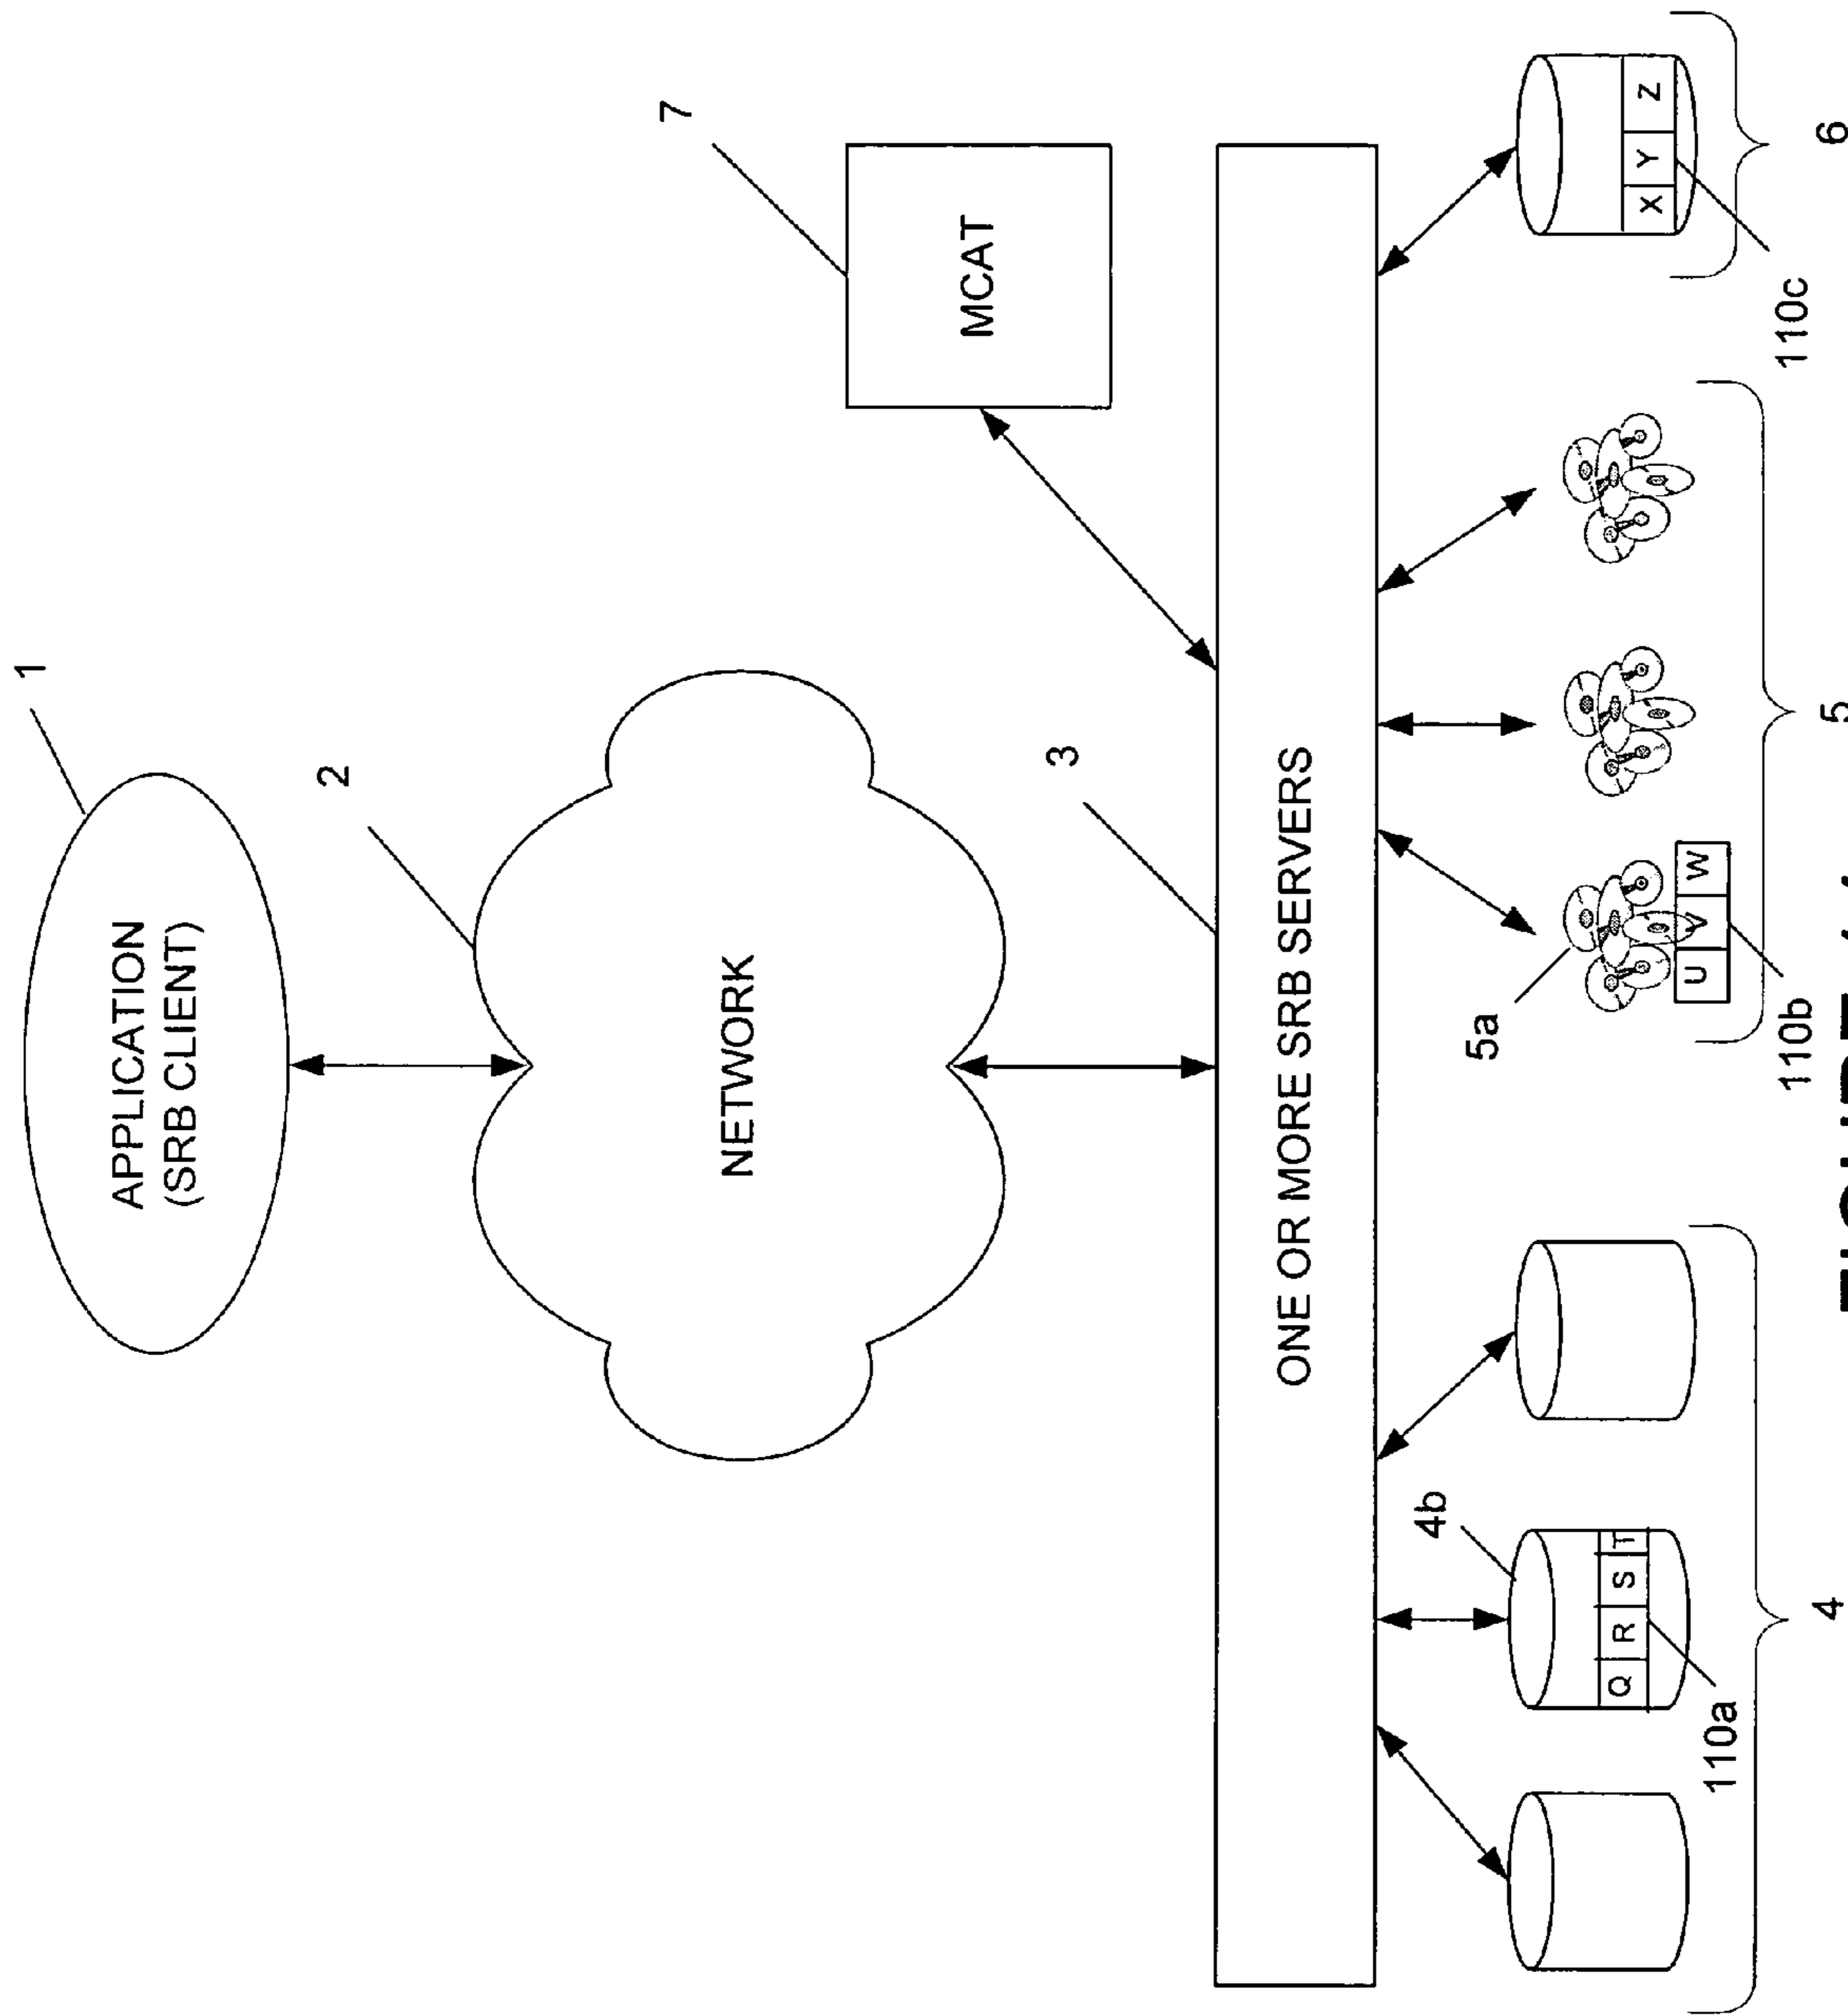 1
APPLICATION
(SRB CLIENT)
2
NETWORK
7
MCAT
3
ONE OR MORE SRB SERVERS
4b
Q R S T
110a
4
5a
U V W
110b
5
X Y Z
110c
6